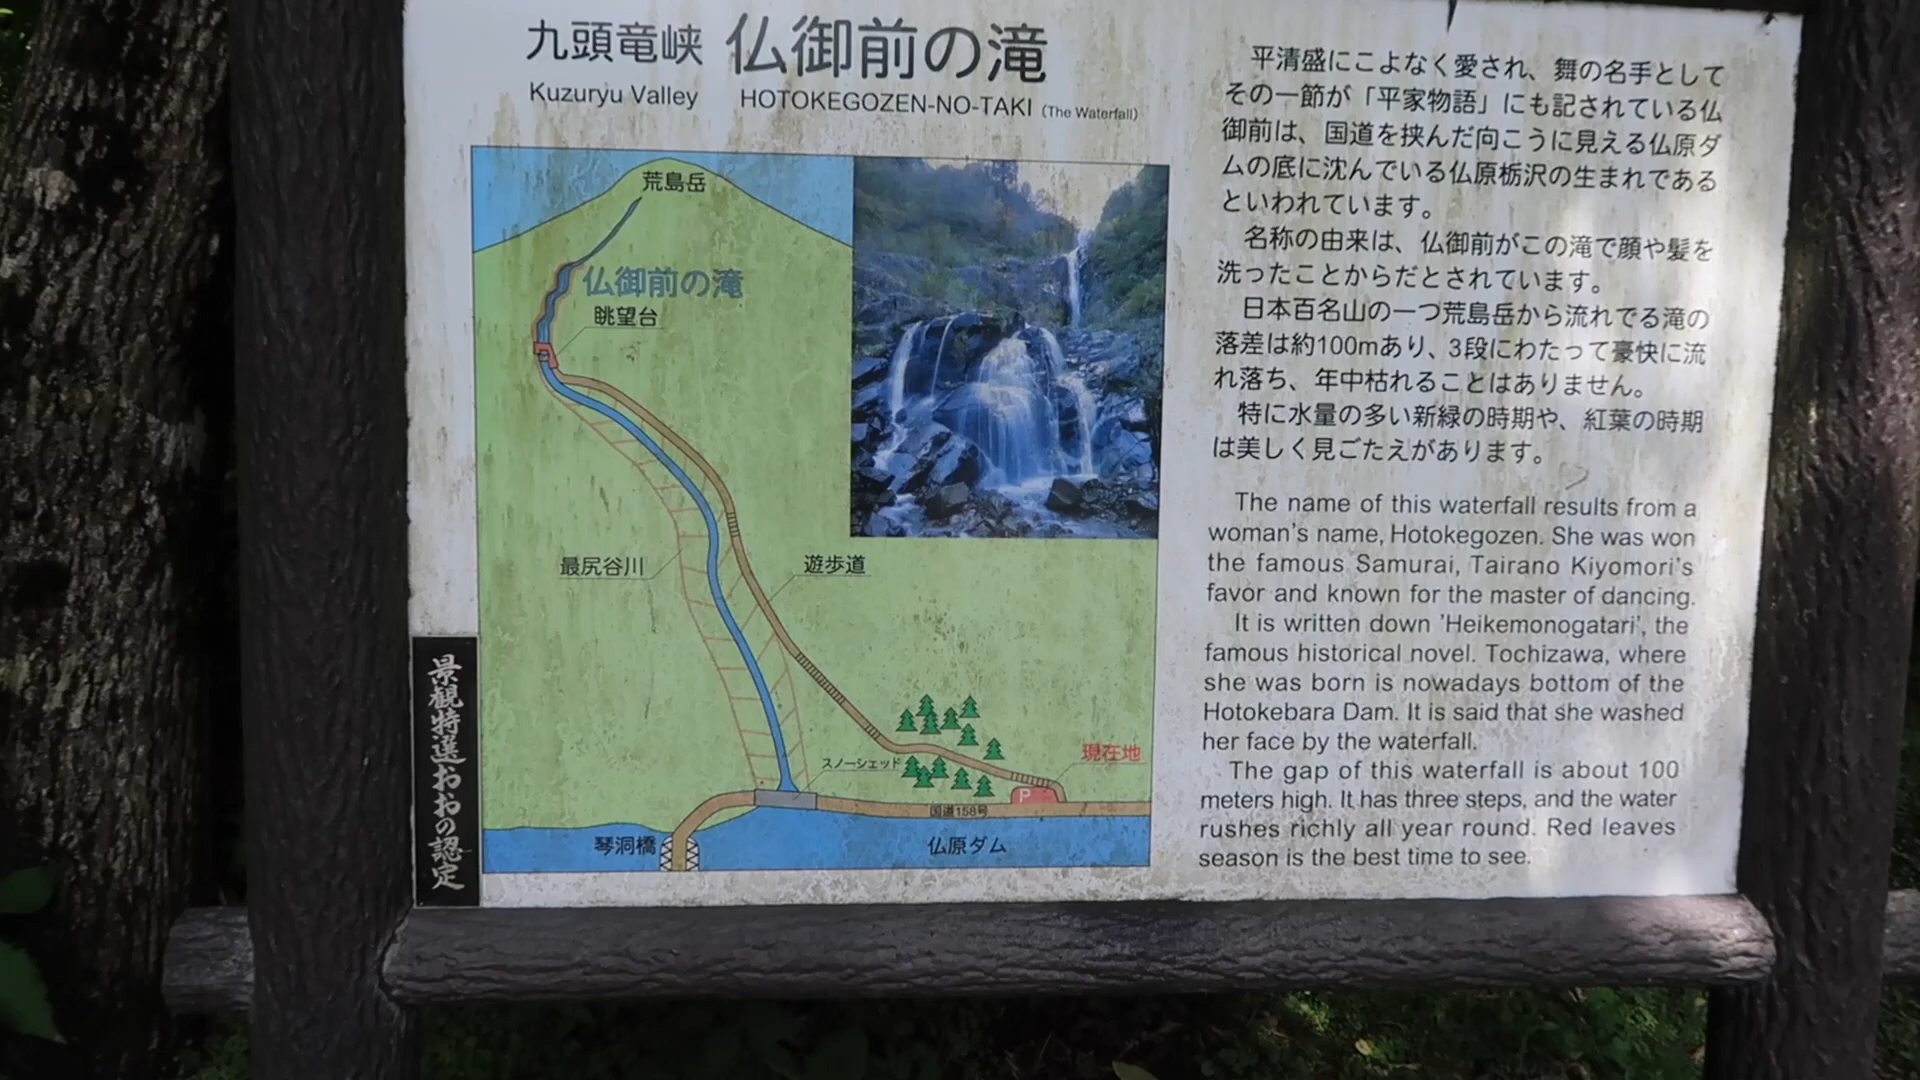 九頭竜峡 仏御前の滝
Kuzuryu Valley HOTOKEGOZEN-NO-TAKI (The Waterfall)
荒島岳
仏御前の滝
眺望台
最尻谷川
遊歩道
スノーシェッド
現在地
P
国道158号
琴洞橋
仏原ダム
景観特選おおの認定
平清盛にこよなく愛され、舞の名手として
その一節が「平家物語」にも記されている仏
御前は、国道を挟んだ向こうに見える仏原ダ
ムの底に沈んでいる仏原栃沢の生まれである
といわれています。
名称の由来は、仏御前がこの滝で顔や髪を
洗ったことからだとされています。
日本百名山の一つ荒島岳から流れでる滝の
落差は約100mあり、3段にわたって豪快に流
れ落ち、年中枯れることはありません。
特に水量の多い新緑の時期や、紅葉の時期
は美しく見ごたえがあります。
The name of this waterfall results from a
woman's name, Hotokegozen. She was won
the famous Samurai, Tairano Kiyomori's
favor and known for the master of dancing.
It is written down 'Heikemonogatari', the
famous historical novel. Tochizawa, where
she was born is nowadays bottom of the
Hotokebara Dam. It is said that she washed
her face by the waterfall.
The gap of this waterfall is about 100
meters high. It has three steps, and the water
rushes richly all year round. Red leaves
season is the best time to see.